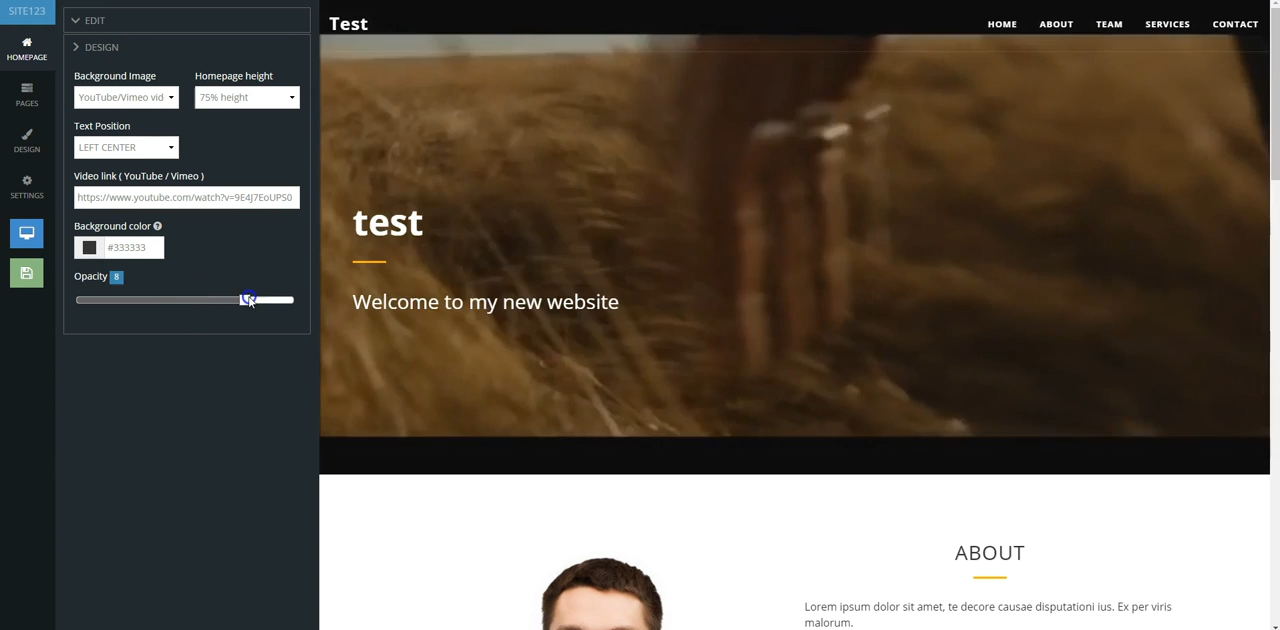 SITE123
HOMEPAGE
PAGES
DESIGN
SETTINGS
EDIT
DESIGN
Background Image
Homepage height
YouTube/Vimeo vid
75% height
Text Position
LEFT CENTER
Video link ( YouTube / Vimeo )
https://www.youtube.com/watch?v=9E4J7EoUPS0
Background color ?
#333333
Opacity 8
Test
HOME ABOUT TEAM SERVICES CONTACT
test
Welcome to my new website
ABOUT
Lorem ipsum dolor sit amet, te decore causae disputationi ius. Ex per viris
malorum.